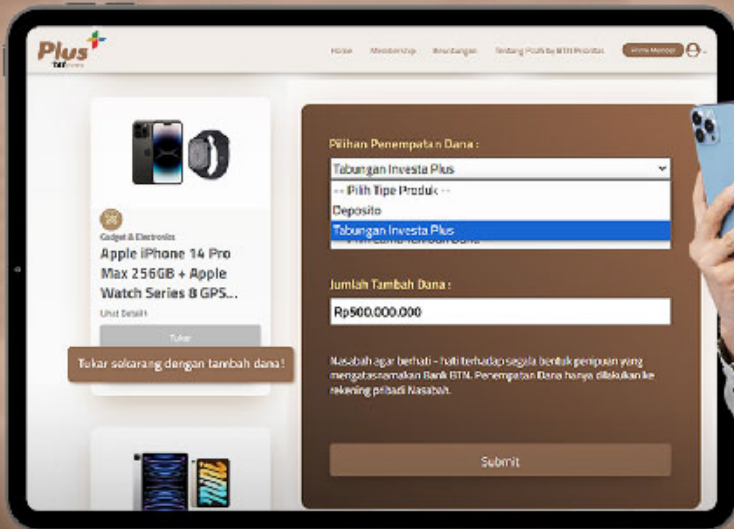 Plus
Home Membership Keuntungan Tentang Plus by BTN Prioritas
Pilihan Penempatan Dana :
Tabungan Investa Plus
-- Pilih Tipe Produk --
Deposito
Tabungan Investa Plus
Gadget & Electronics
Apple iPhone 14 Pro
Max 256GB + Apple
Watch Series 8 GPS...
Lihat Detail
Tukar
Tukar sekarang dengan tambah dana!
Jumlah Tambah Dana :
Rp500.000.000
Nasabah agar berhati - hati terhadap segala bentuk penipuan yang
mengatasnamakan Bank BTN. Penempatan Dana hanya dilakukan ke
rekening pribadi Nasabah.
Submit